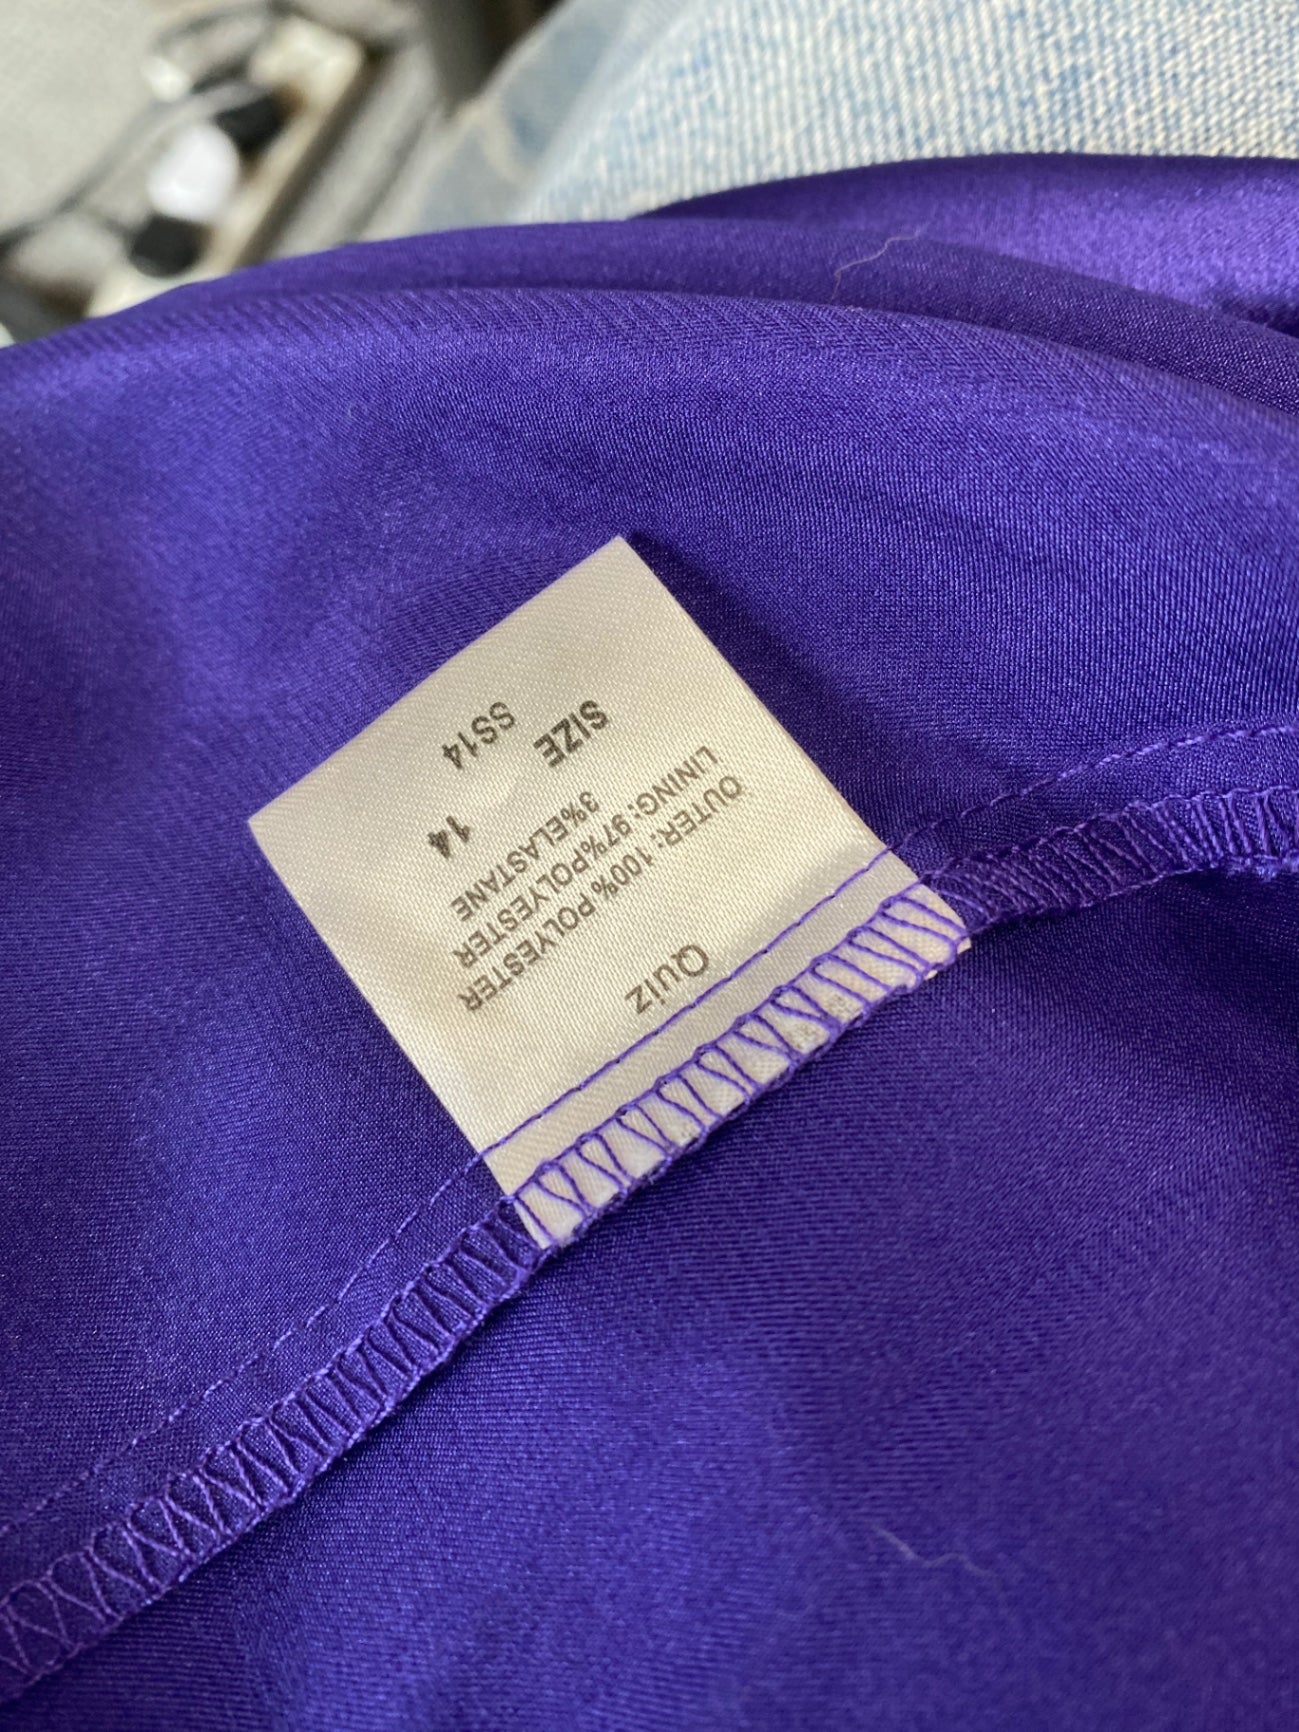 Quiz
OUTER: 100% POLYESTER
LINING: 97%POLYESTER
3%ELASTANE
SIZE 14
SS14